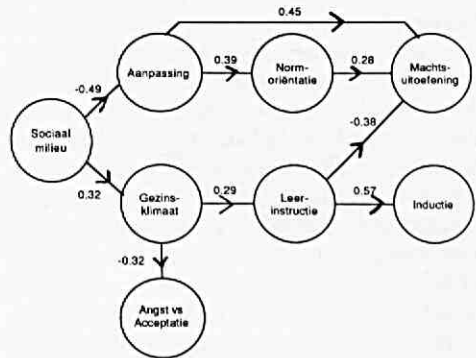 0.45
Aanpassing
0.39
Norm-
oriëntatie
0.28
Machts-
uitoefening
-0.49
Sociaal
milieu
-0.38
0.32
Gezins-
klimaat
0.29
Leer-
instructie
0.57
Inductie
-0.32
Angst vs
Acceptatie